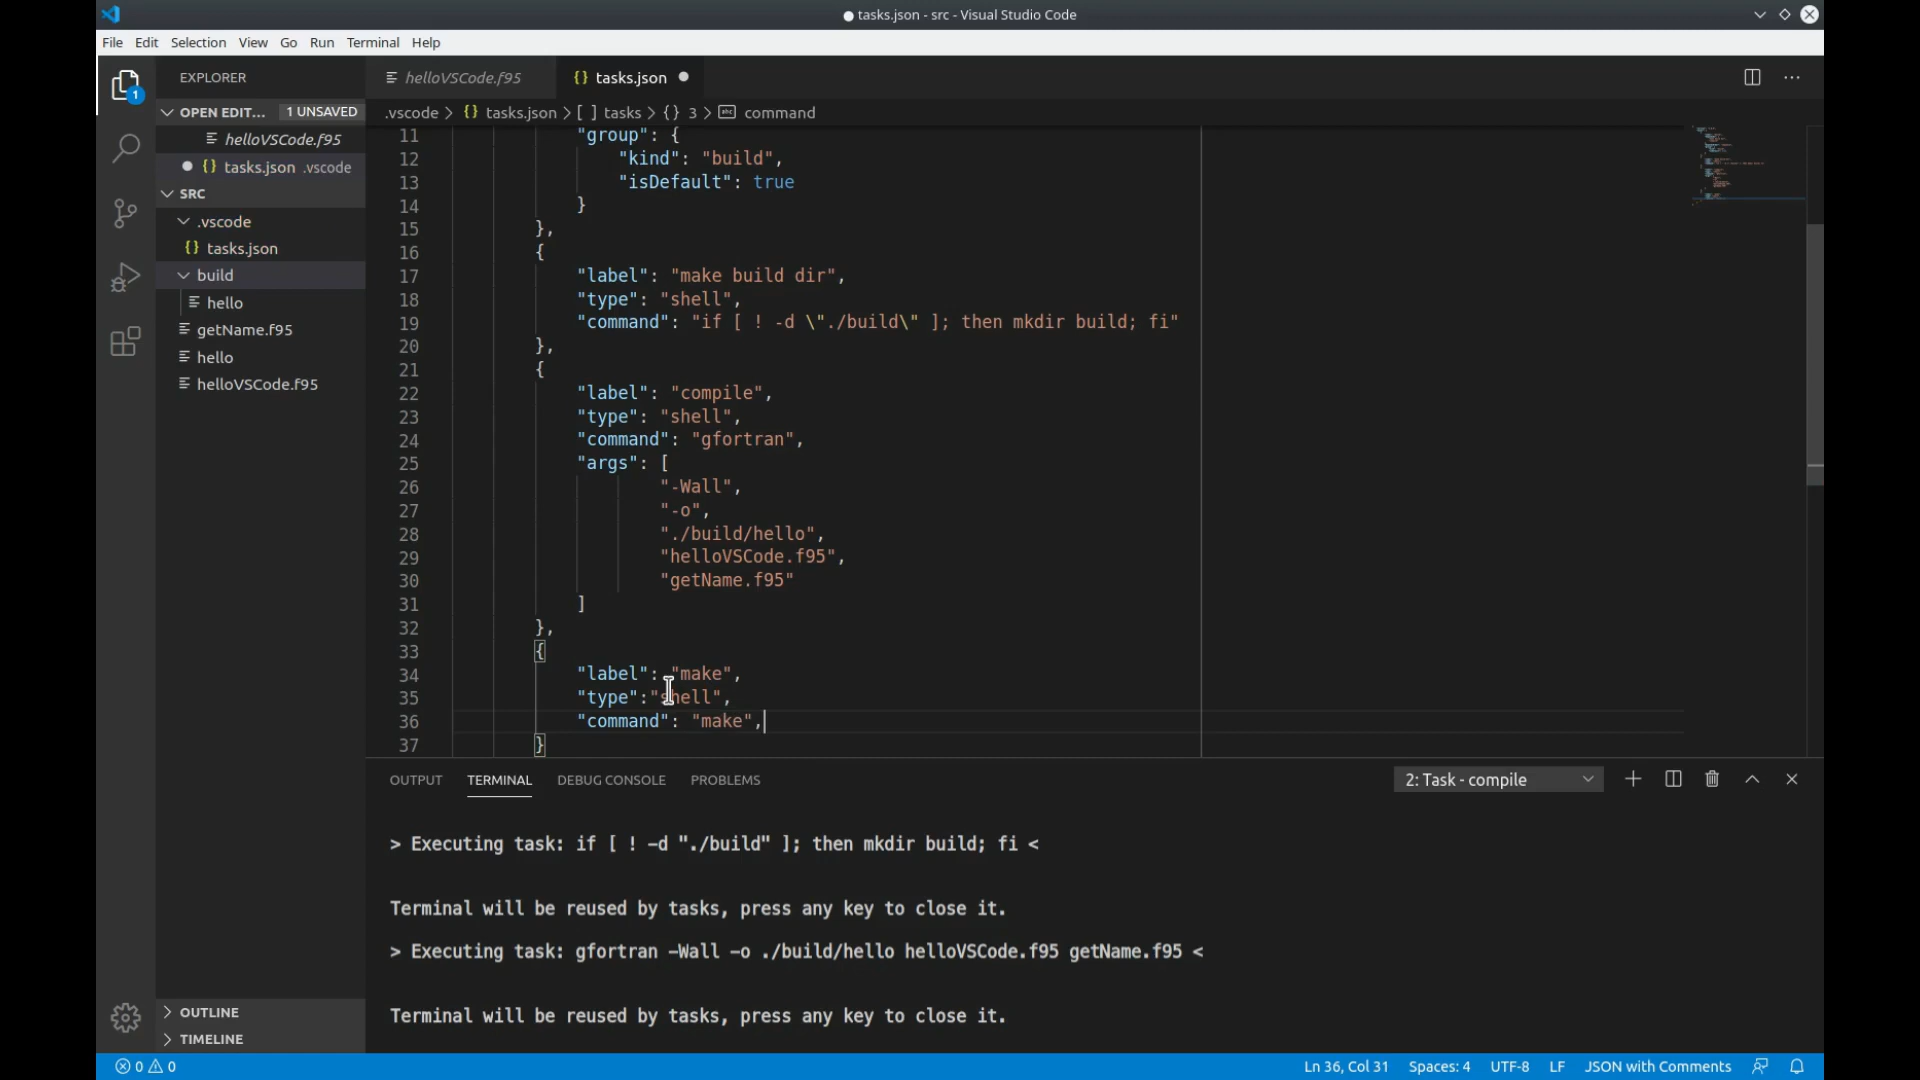 tasks.json - src - Visual Studio Code
File Edit Selection View Go Run Terminal Help
EXPLORER
OPEN EDIT... 1 UNSAVED
helloVSCode.f95
tasks.json .vscode
SRC
.vscode
{} tasks.json
build
hello
getName.f95
hello
helloVSCode.f95
OUTLINE
TIMELINE
1
helloVSCode.f95 {} tasks.json
.vscode > {} tasks.json > [ ] tasks > {} 3 > abc command
11 "group": {
12 "kind": "build",
13 "isDefault": true
14 }
15 },
16 {
17 "label": "make build dir",
18 "type": "shell",
19 "command": "if [ ! -d \"./build\" ]; then mkdir build; fi"
20 },
21 {
22 "label": "compile",
23 "type": "shell",
24 "command": "gfortran",
25 "args": [
26 "-Wall",
27 "-o",
28 "./build/hello",
29 "helloVSCode.f95",
30 "getName.f95"
31 ]
32 },
33 {
34 "label": "make",
35 "type":"shell",
36 "command": "make",
37 }
OUTPUT TERMINAL DEBUG CONSOLE PROBLEMS 2: Task - compile
> Executing task: if [ ! -d "./build" ]; then mkdir build; fi <
Terminal will be reused by tasks, press any key to close it.
> Executing task: gfortran -Wall -o ./build/hello helloVSCode.f95 getName.f95 <
Terminal will be reused by tasks, press any key to close it.
0 0 Ln 36, Col 31 Spaces: 4 UTF-8 LF JSON with Comments